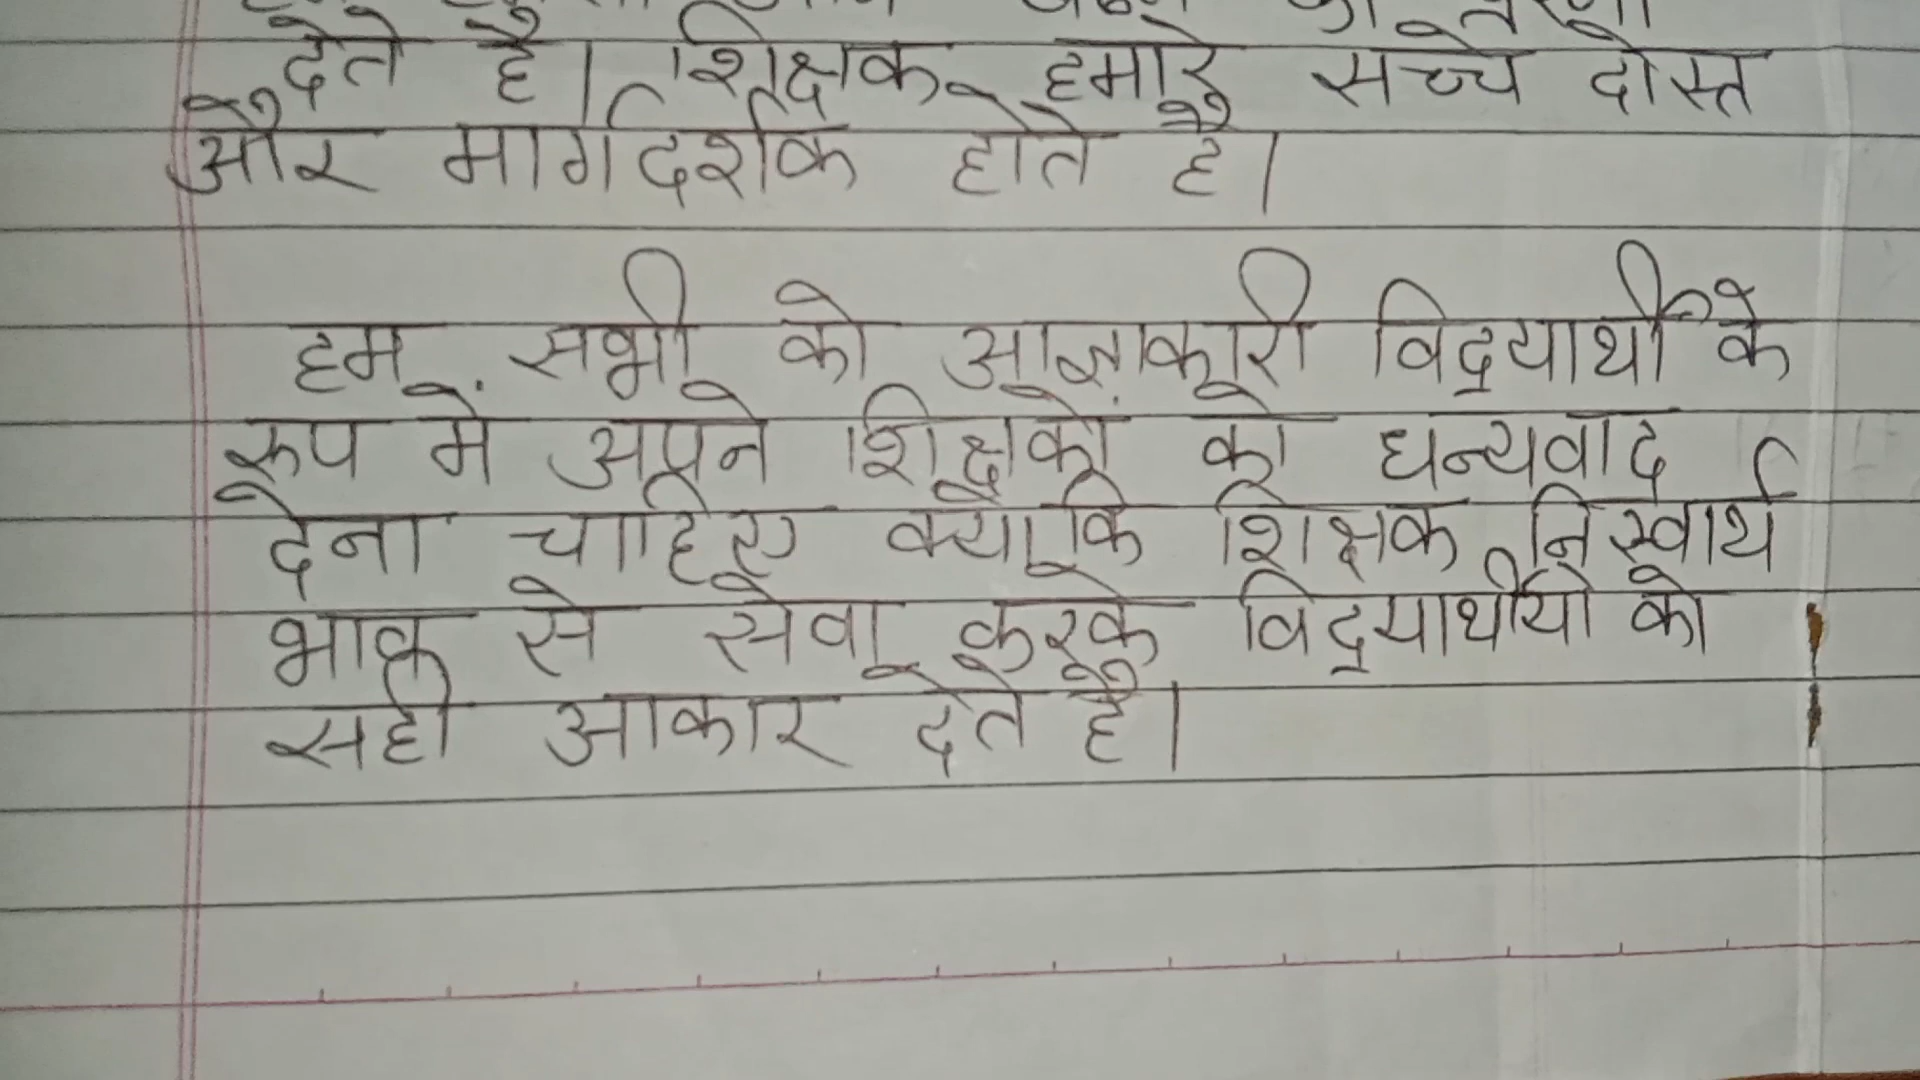 देते है। शिक्षक हमारे सच्चे दोस्त
और मार्गदर्शक होते है।
हम सभी को आज्ञाकारी विद्यार्थी के
रूप में अपने शिक्षकों को धन्यवाद
देना चाहिए क्योकि शिक्षक निस्वार्थ
भाव से सेवा करके विद्यार्थीयो को
सही आकार देते है।